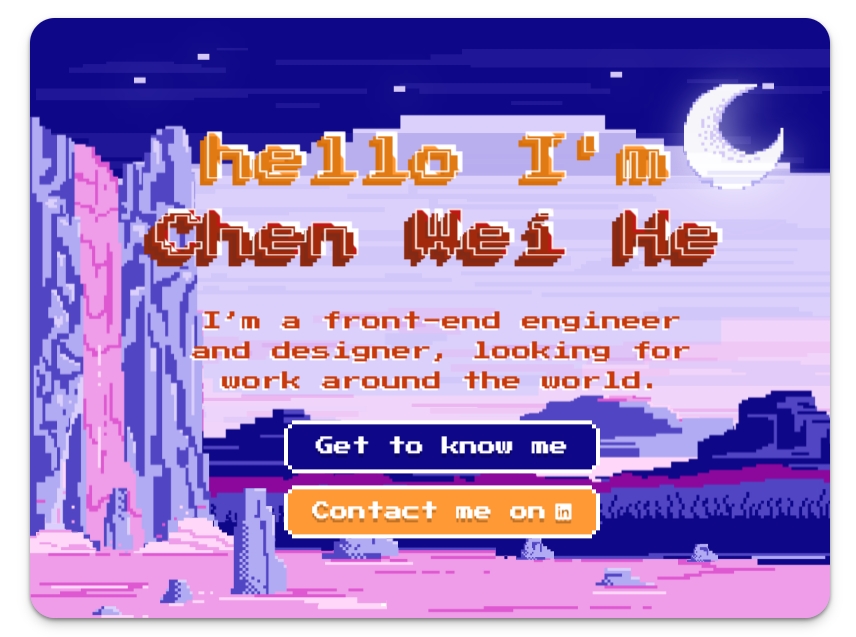 hello I'm
Chen Wei He
I'm a front-end engineer
and designer, looking for
work around the world.
Get to know me
Contact me on in